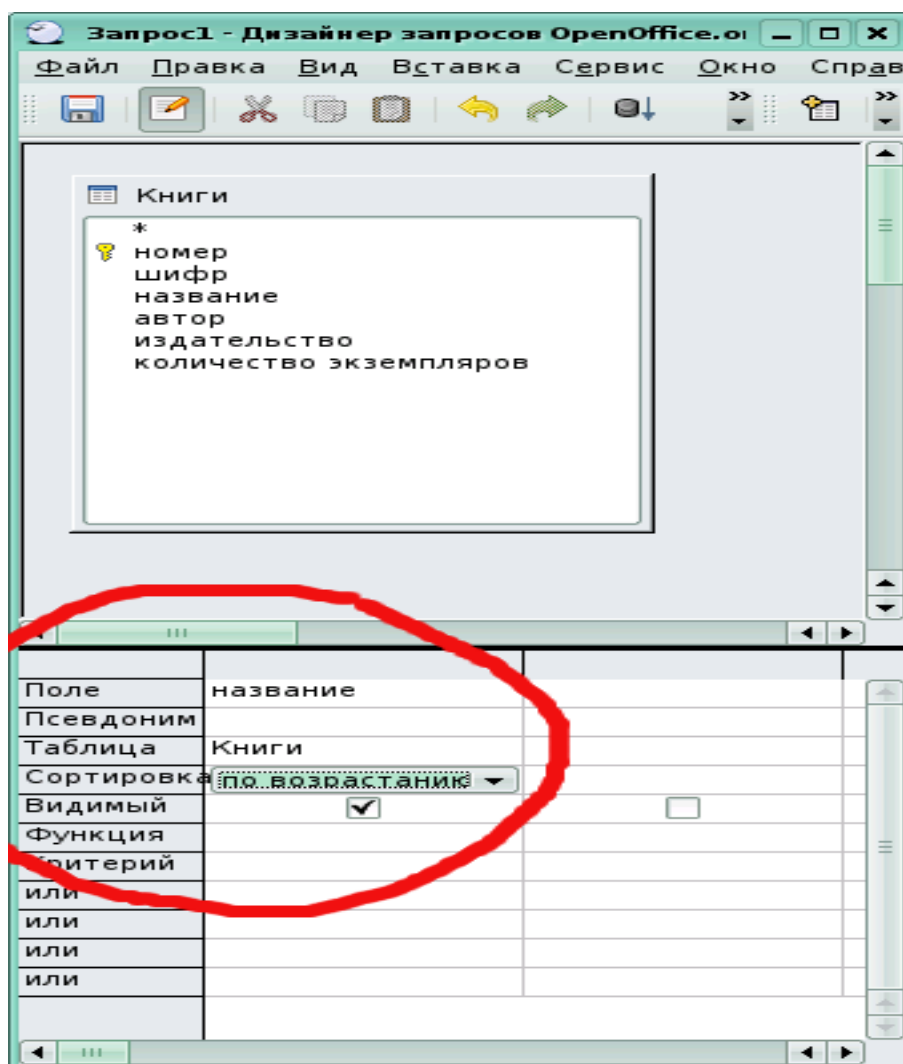 Запрос1 - Дизайнер запросов OpenOffice.o
Файл Правка Вид Вставка Сервис Окно Справ
Книги
*
номер
шифр
название
автор
издательство
количество экземпляров
Поле название
Псевдоним
Таблица Книги
Сортировка по возрастанию
Видимый
Функция
Критерий
или
или
или
или